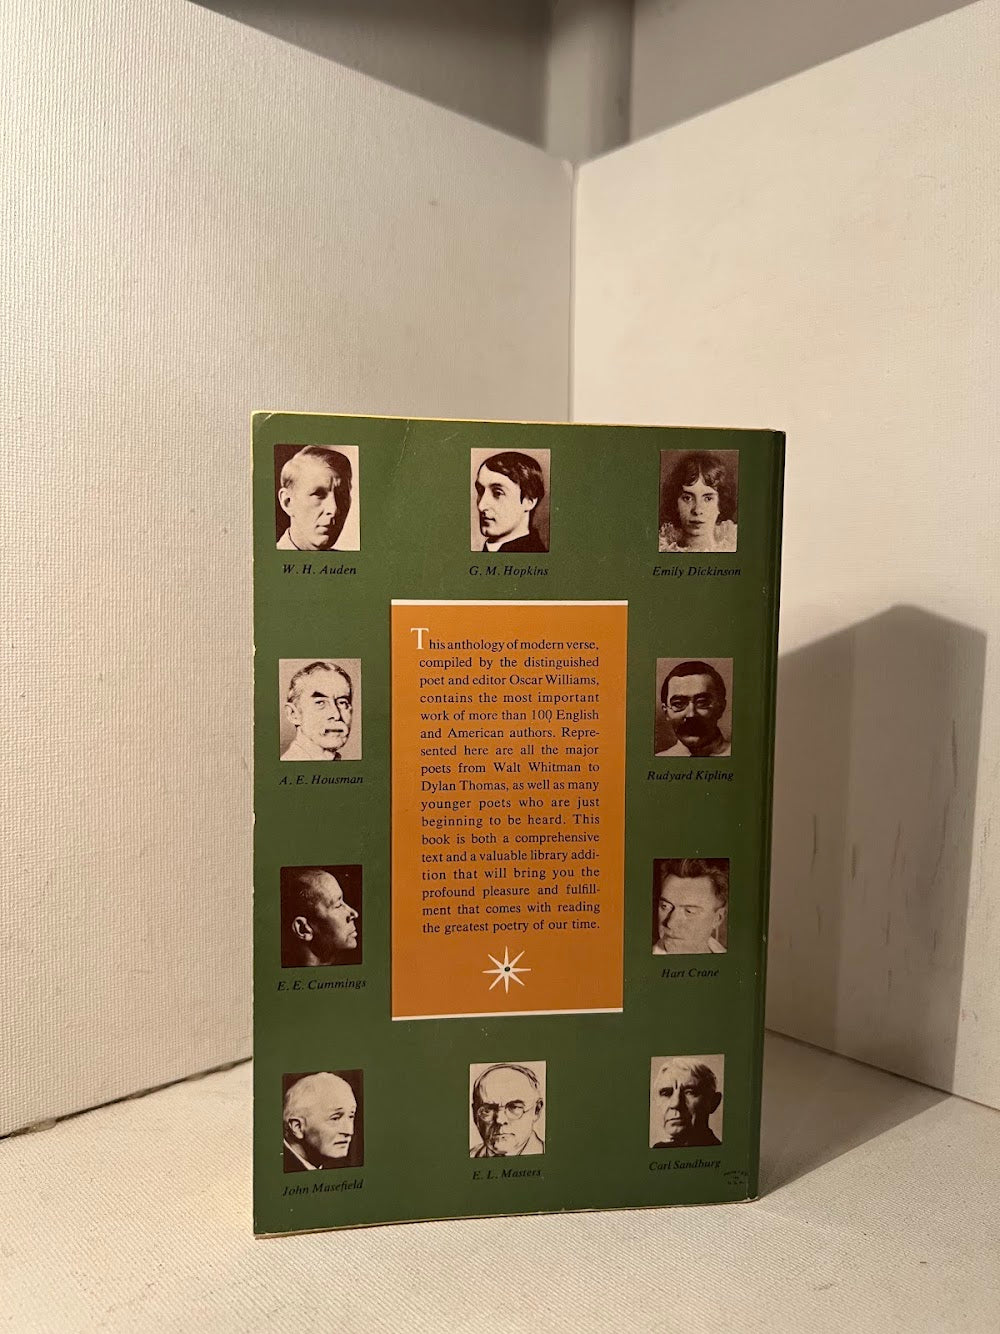 W. H. Auden
G. M. Hopkins
Emily Dickinson
This anthology of modern verse,
compiled by the distinguished
poet and editor Oscar Williams,
contains the most important
work of more than 100 English
and American authors. Repre-
sented here are all the major
poets from Walt Whitman to
Dylan Thomas, as well as many
younger poets who are just
beginning to be heard. This
book is both a comprehensive
text and a valuable library addi-
tion that will bring you the
profound pleasure and fulfill-
ment that comes with reading
the greatest poetry of our time.
A. E. Housman
Rudyard Kipling
E. E. Cummings
Hart Crane
John Masefield
E. L. Masters
Carl Sandburg